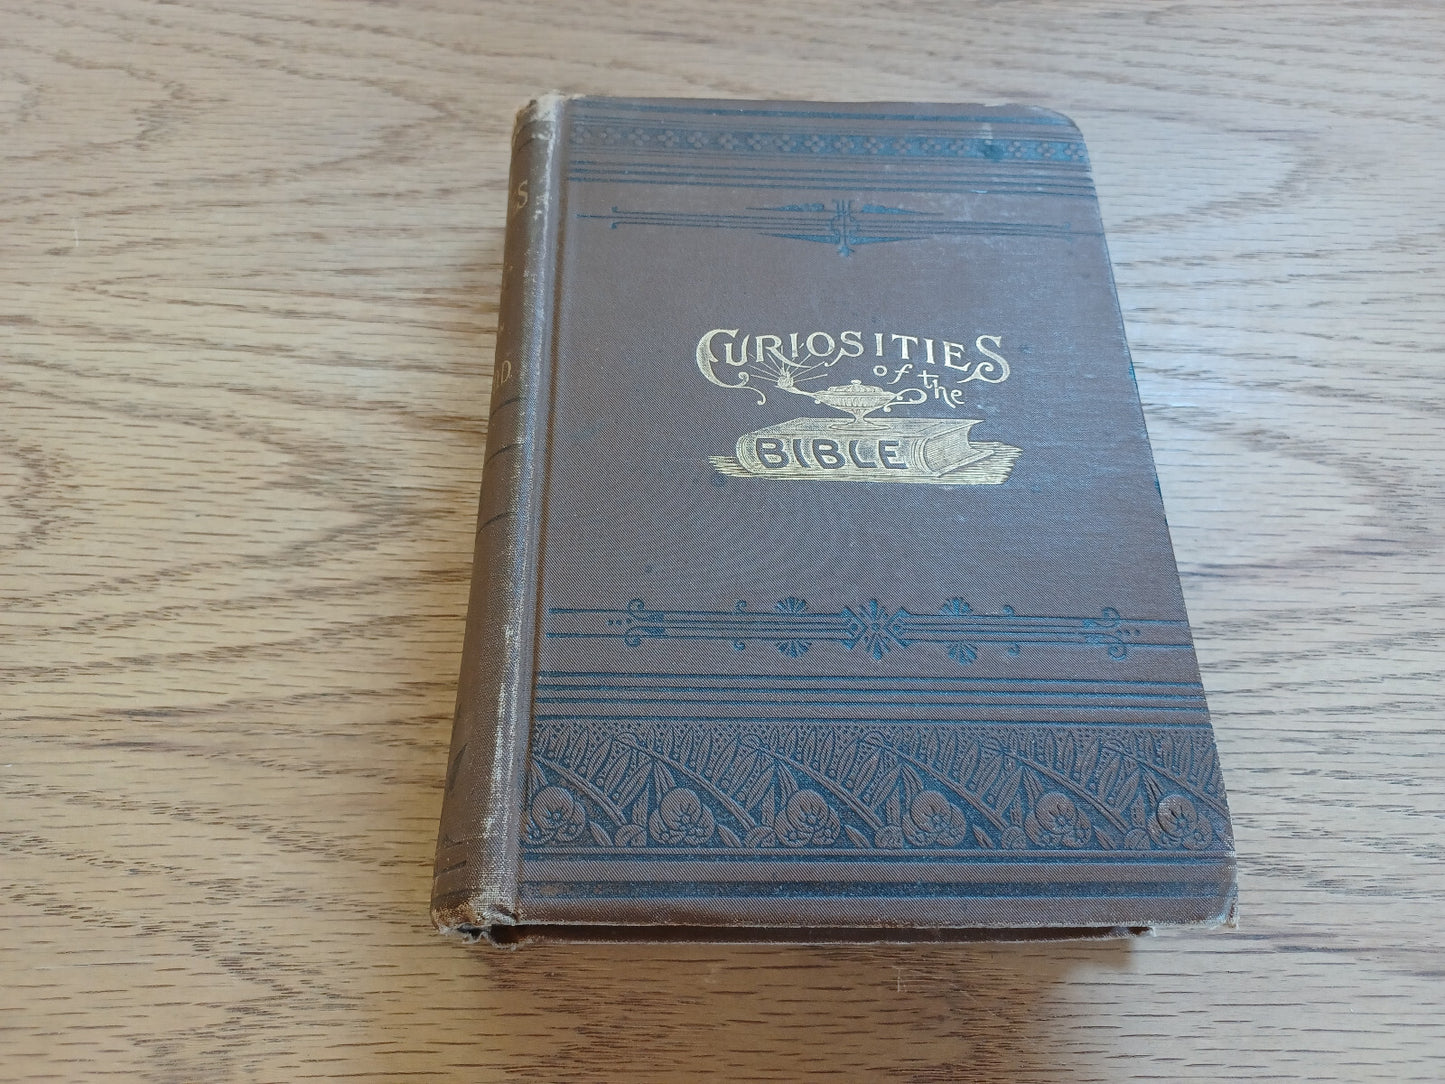 CURIOSITIES
of the
BIBLE